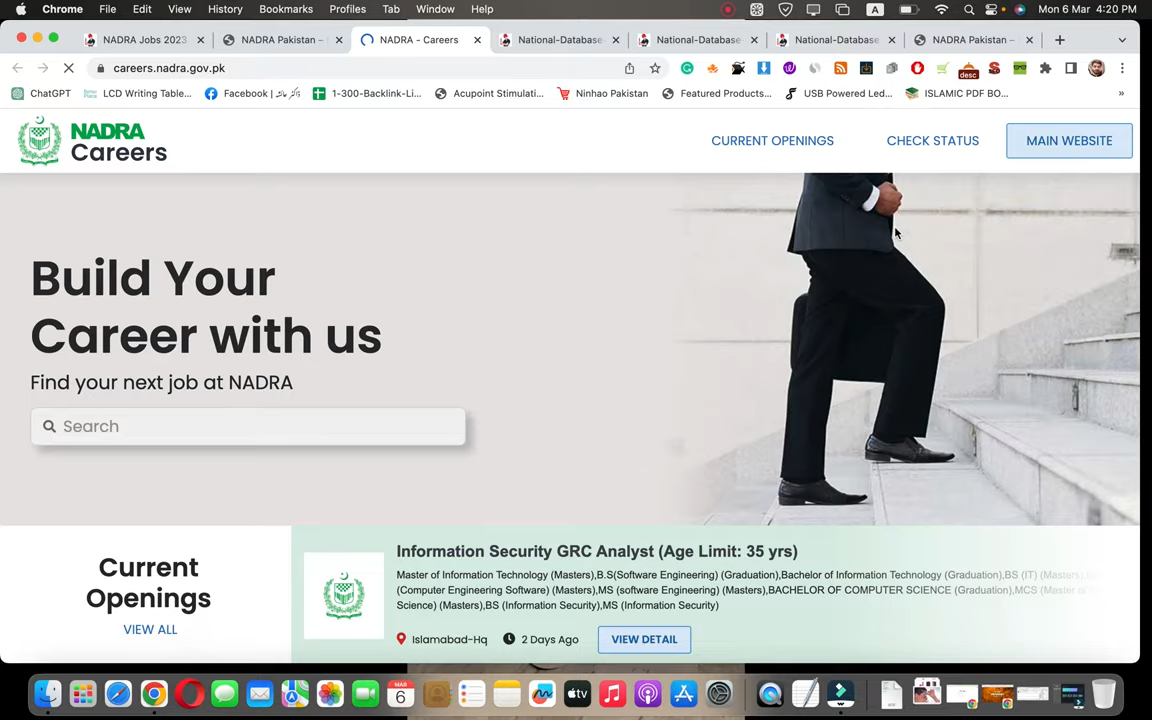 Chrome File Edit View History Bookmarks Profiles Tab Window Help A Mon 6 Mar 4:20 PM
NADRA Jobs 2023 NADRA Pakistan – NADRA - Careers National-Database National-Database National-Database NADRA Pakistan –
careers.nadra.gov.pk desc
ChatGPT LCD Writing Table... Facebook | ڈاکٹر عائشہ 1-300-Backlink-Li... Acupoint Stimulati... Ninhao Pakistan Featured Products... USB Powered Led... ISLAMIC PDF BO... »
NADRA
Careers
CURRENT OPENINGS CHECK STATUS MAIN WEBSITE
Build Your
Career with us
Find your next job at NADRA
Search
Current
Openings
VIEW ALL
Information Security GRC Analyst (Age Limit: 35 yrs)
Master of Information Technology (Masters),B.S(Software Engineering) (Graduation),Bachelor of Information Technology (Graduation),BS (IT) (Masters),
(Computer Engineering Software) (Masters),MS (software Engineering) (Masters),BACHELOR OF COMPUTER SCIENCE (Graduation),MCS (Master
Science) (Masters),BS (Information Security),MS (Information Security)
Islamabad-Hq 2 Days Ago VIEW DETAIL
MAR
6
tv